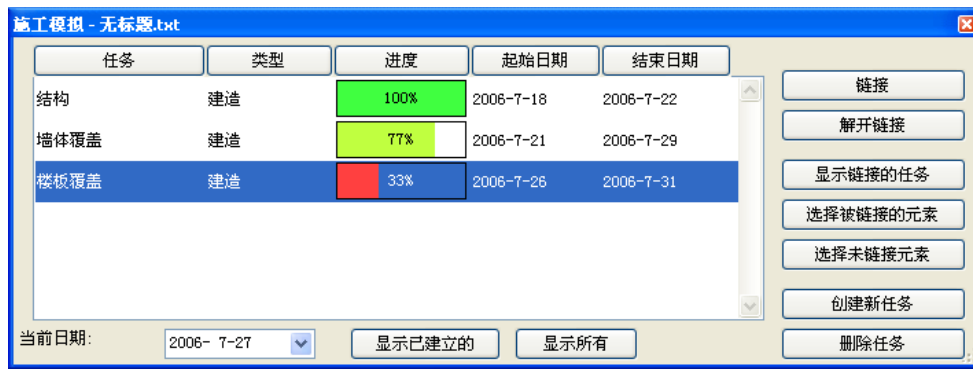 施工模拟 - 无标题.txt
任务 类型 进度 起始日期 结束日期
结构 建造 100% 2006-7-18 2006-7-22
墙体覆盖 建造 77% 2006-7-21 2006-7-29
楼板覆盖 建造 33% 2006-7-26 2006-7-31
链接
解开链接
显示链接的任务
选择被链接的元素
选择未链接元素
创建新任务
删除任务
当前日期: 2006- 7-27 显示已建立的 显示所有